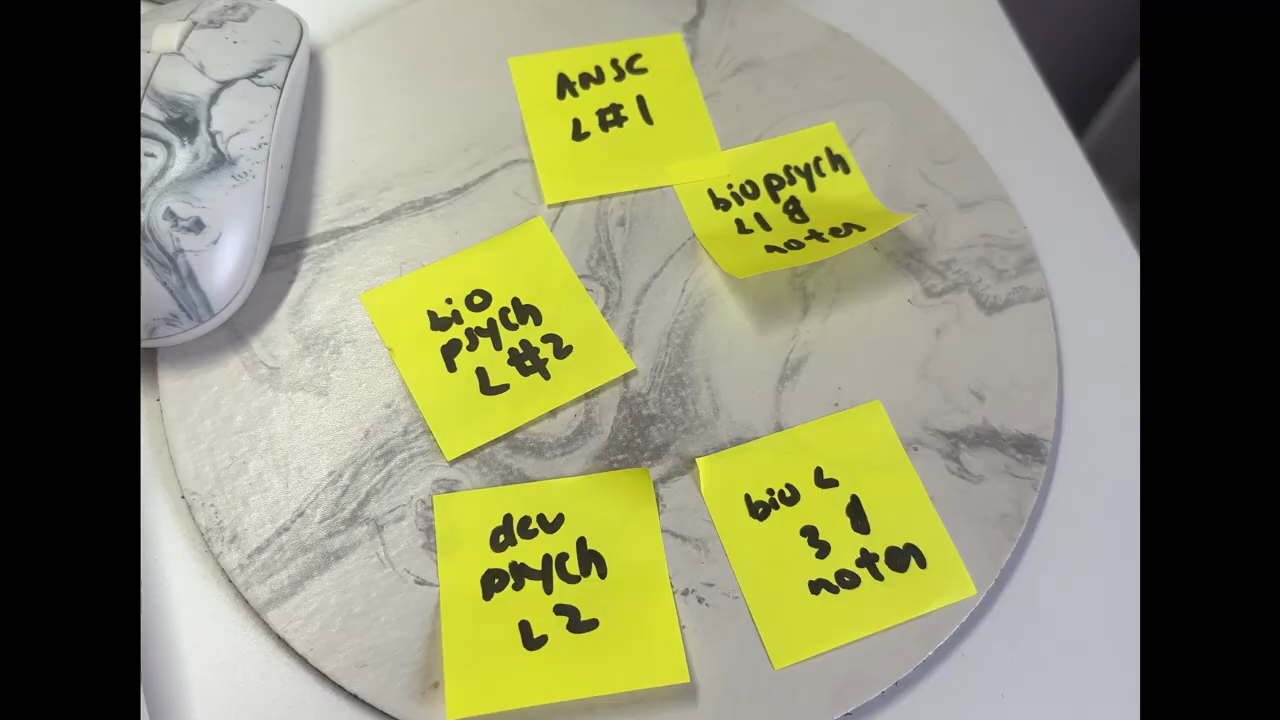 ANSC
L#1
biopsych
L1 &
notes
bio
psych
L#2
dev
psych
L2
bio L
3 &
notes